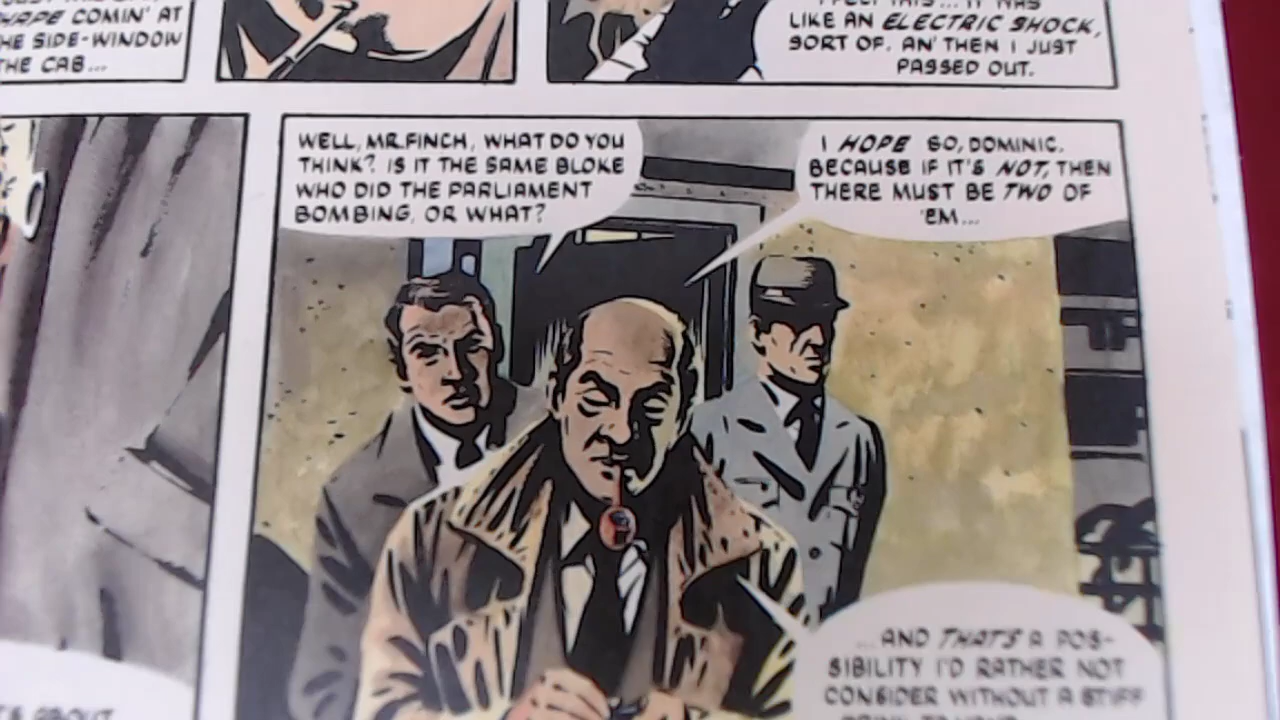 COMIN' AT
SIDE-WINDOW
THE CAB...
LIKE AN ELECTRIC SHOCK,
SORT OF. AN' THEN I JUST
PASSED OUT.
WELL, MR. FINCH, WHAT DO YOU
THINK? IS IT THE SAME BLOKE
WHO DID THE PARLIAMENT
BOMBING, OR WHAT?
I HOPE SO, DOMINIC.
BECAUSE IF IT'S NOT, THEN
THERE MUST BE TWO OF
'EM...
...AND THAT'S A POS-
SIBILITY I'D RATHER NOT
CONSIDER WITHOUT A STIFF
ABOUT